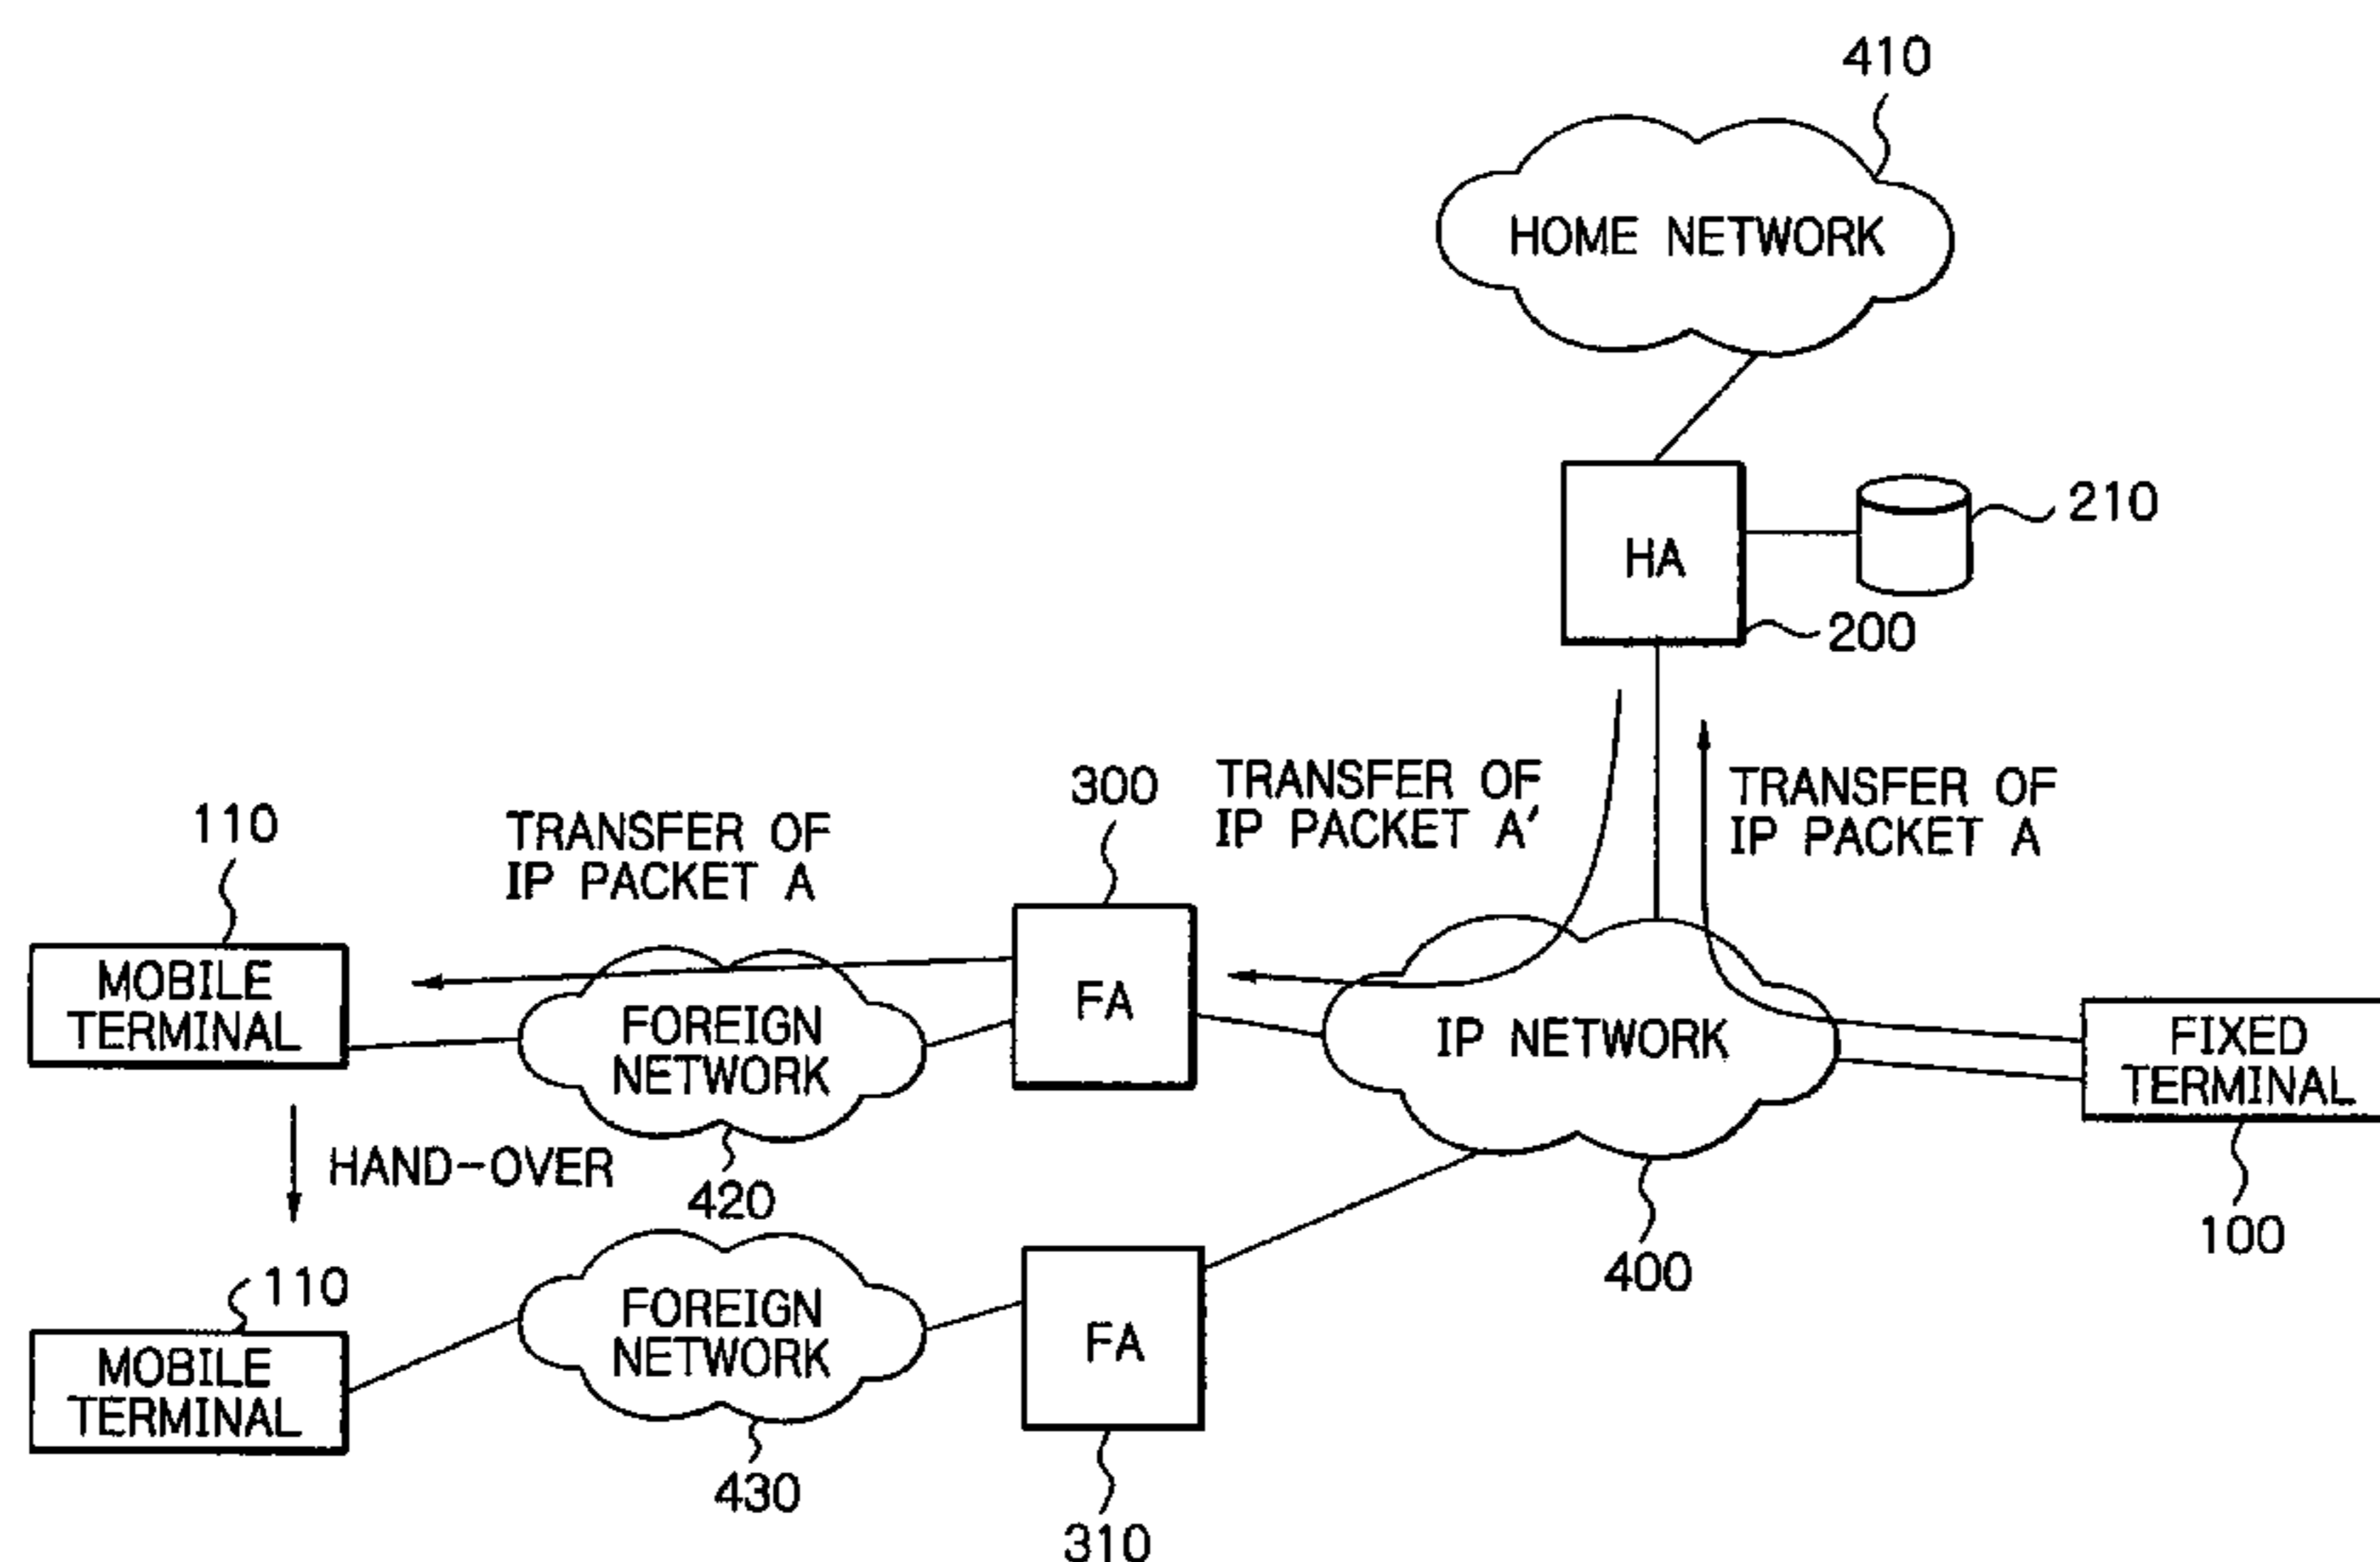 410
HOME NETWORK
HA
210
200
TRANSFER OF
IP PACKET A'
TRANSFER OF
IP PACKET A
300
110
TRANSFER OF
IP PACKET A
MOBILE
TERMINAL
FOREIGN
NETWORK
FA
IP NETWORK
FIXED
TERMINAL
HAND-OVER
420
400
100
110
MOBILE
TERMINAL
FOREIGN
NETWORK
FA
430
310